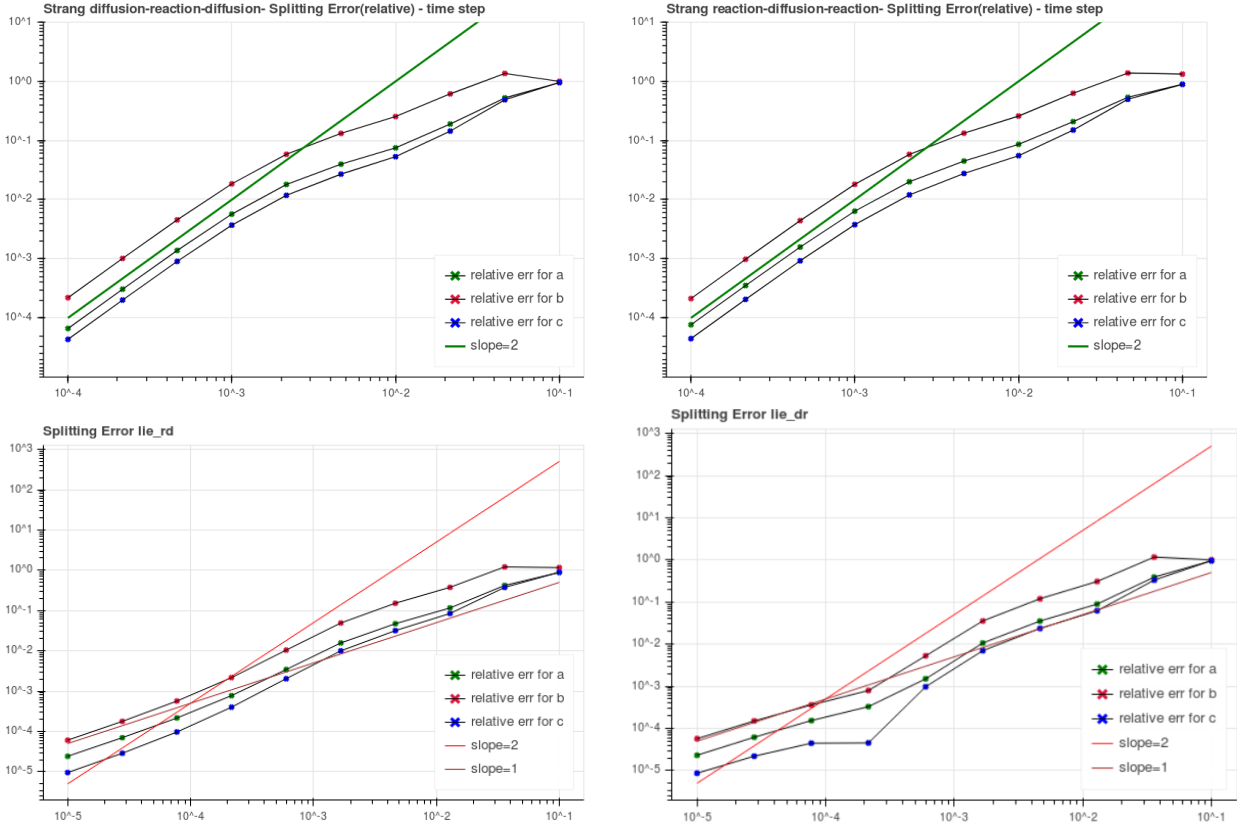 Strang diffusion-reaction-diffusion- Splitting Error(relative) - time step
10^1
10^0
10^-1
10^-2
10^-3
10^-4
relative err for a
relative err for b
relative err for c
slope=2
10^-4
10^-3
10^-2
10^-1
Strang reaction-diffusion-reaction- Splitting Error(relative) - time step
10^1
10^0
10^-1
10^-2
10^-3
10^-4
relative err for a
relative err for b
relative err for c
slope=2
10^-4
10^-3
10^-2
10^-1
Splitting Error lie_rd
10^3
10^2
10^1
10^0
10^-1
10^-2
10^-3
10^-4
10^-5
relative err for a
relative err for b
relative err for c
slope=2
slope=1
10^-5
10^-4
10^-3
10^-2
10^-1
Splitting Error lie_dr
10^3
10^2
10^1
10^0
10^-1
10^-2
10^-3
10^-4
10^-5
relative err for a
relative err for b
relative err for c
slope=2
slope=1
10^-5
10^-4
10^-3
10^-2
10^-1